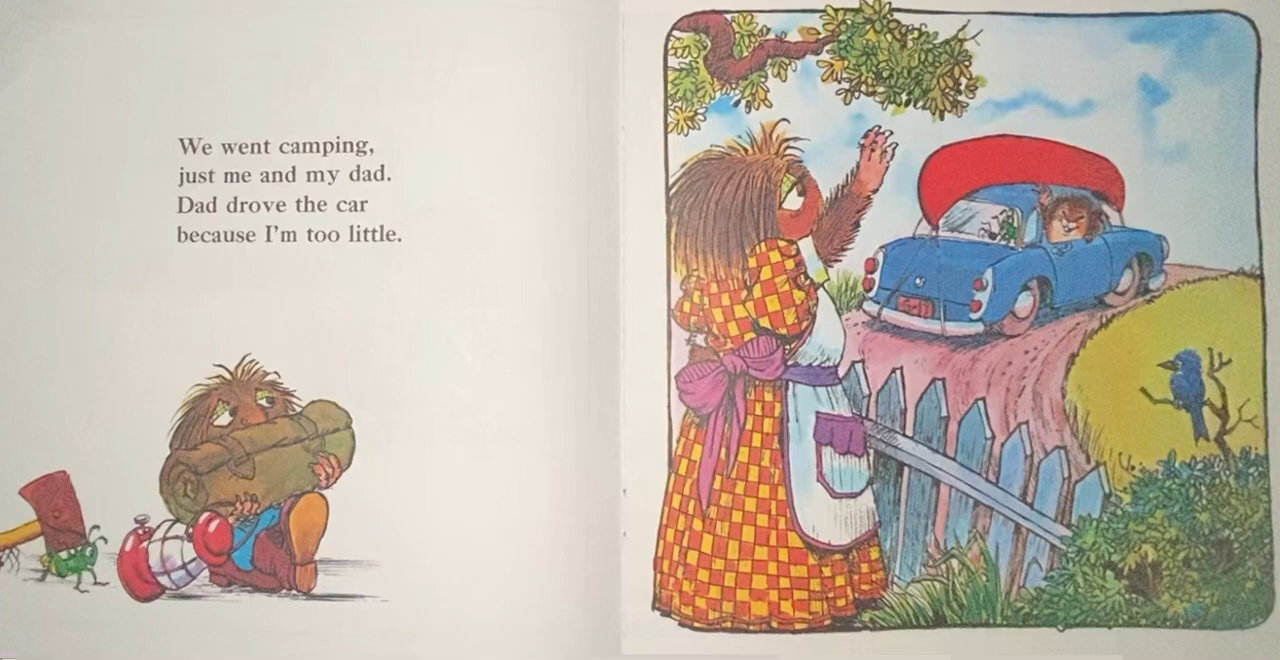 We went camping,
just me and my dad.
Dad drove the car
because I'm too little.